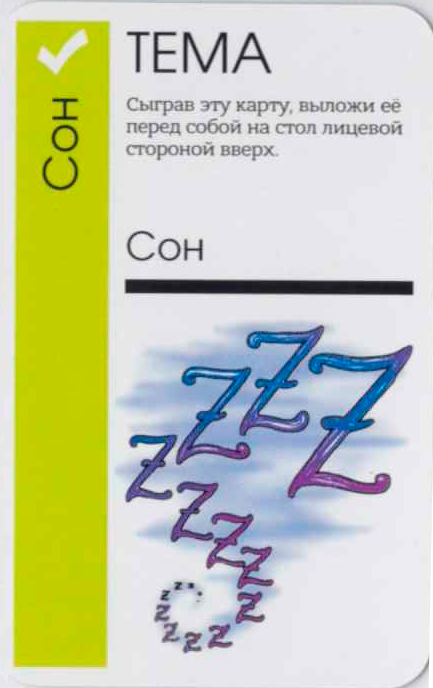 Сон
ТЕМА
Сыграв эту карту, выложи её
перед собой на стол лицевой
стороной вверх.
Сон
Z Z Z Z Z Z Z Z Z Z Z Z Z Z Z Z